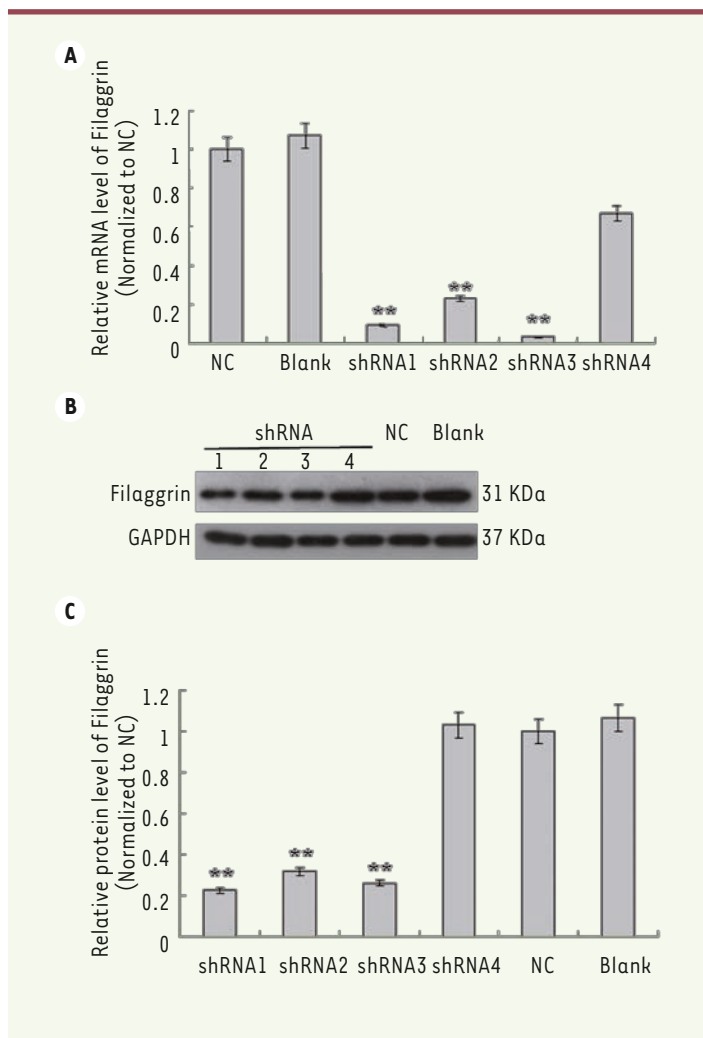 A
Relative mRNA level of Filaggrin
(Normalized to NC)
1.2
1
0.8
0.6
0.4
0.2
0
** ** **
NC Blank shRNA1 shRNA2 shRNA3 shRNA4
B
shRNA NC Blank
1 2 3 4
Filaggrin 31 KDa
GAPDH 37 KDa
C
Relative protein level of Filaggrin
(Normalized to NC)
1.2
1
0.8
0.6
0.4
0.2
0
** ** **
shRNA1 shRNA2 shRNA3 shRNA4 NC Blank